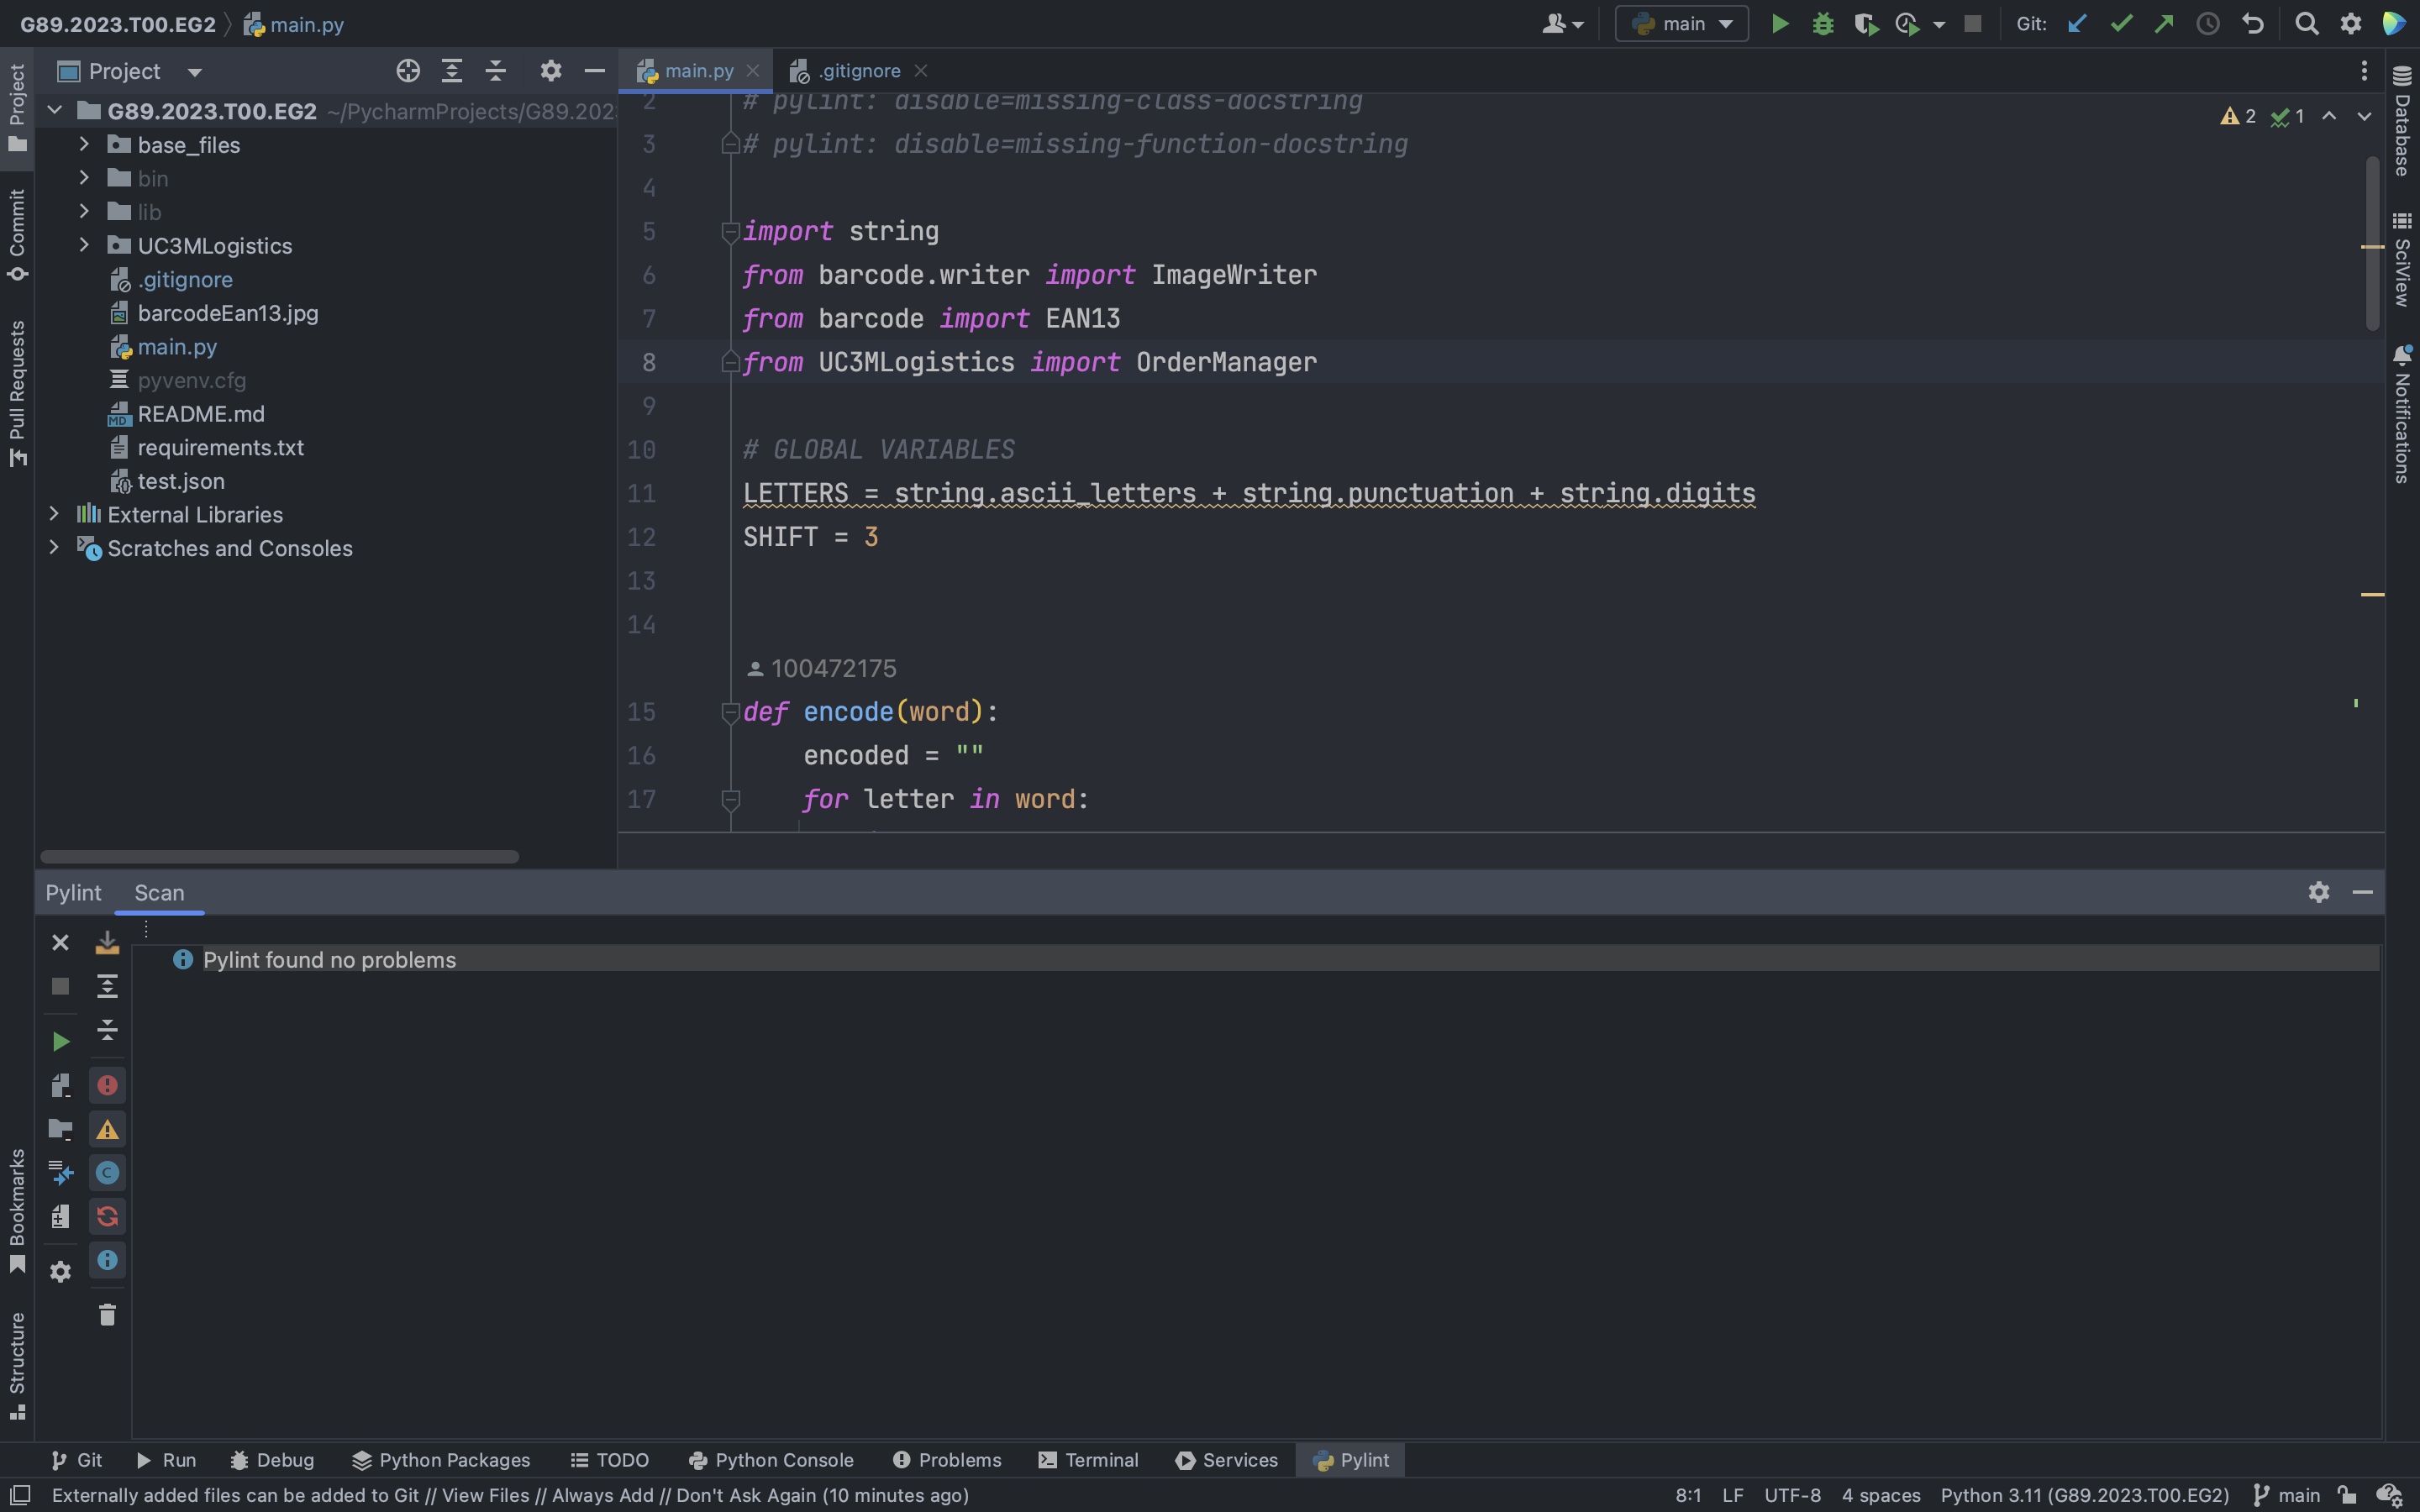 G89.2023.T00.EG2 main.py
main
Git:
Project
main.py
.gitignore
G89.2023.T00.EG2 ~/PycharmProjects/G89.202
base_files
bin
lib
UC3MLogistics
.gitignore
barcodeEan13.jpg
main.py
pyvenv.cfg
README.md
requirements.txt
test.json
External Libraries
Scratches and Consoles
Project
Commit
Pull Requests
Bookmarks
Structure
2 # pylint: disable=missing-class-docstring
3 # pylint: disable=missing-function-docstring
4
5 import string
6 from barcode.writer import ImageWriter
7 from barcode import EAN13
8 from UC3MLogistics import OrderManager
9
10 # GLOBAL VARIABLES
11 LETTERS = string.ascii_letters + string.punctuation + string.digits
12 SHIFT = 3
13
14
100472175
15 def encode(word):
16 encoded = ""
17 for letter in word:
2 1
Database
SciView
Notifications
Pylint Scan
Pylint found no problems
Git Run Debug Python Packages TODO Python Console Problems Terminal Services Pylint
Externally added files can be added to Git // View Files // Always Add // Don't Ask Again (10 minutes ago)
8:1 LF UTF-8 4 spaces Python 3.11 (G89.2023.T00.EG2) main